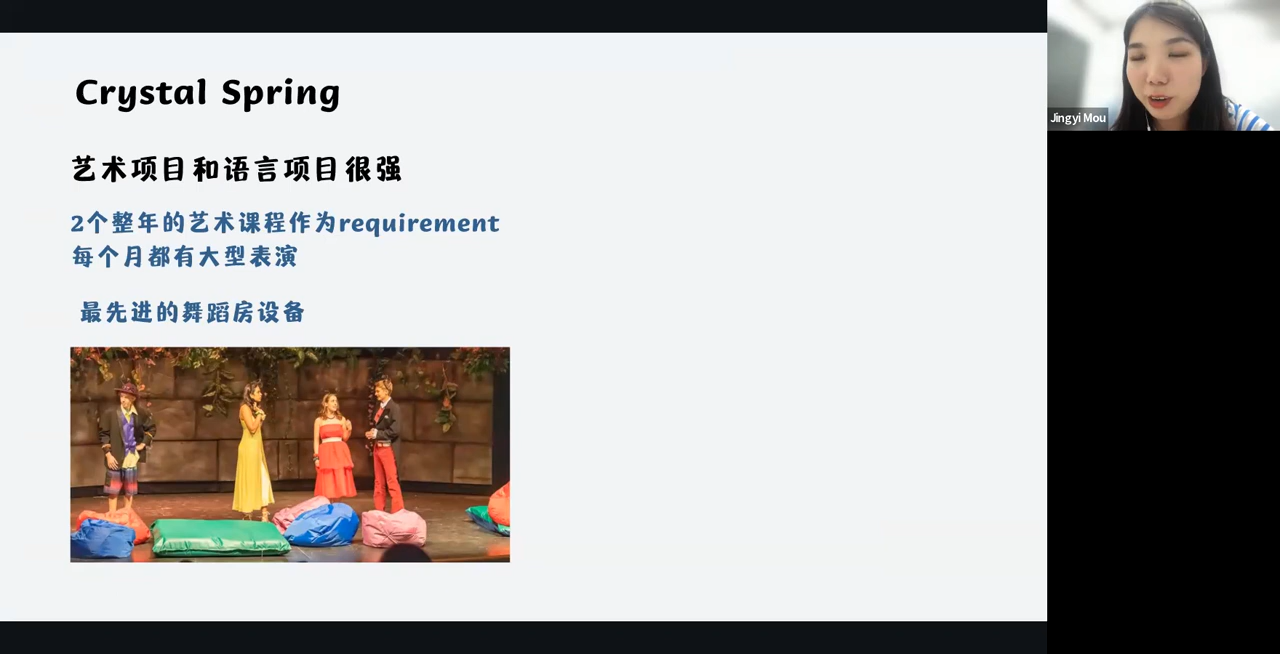 Crystal Spring
艺术项目和语言项目很强
2个整年的艺术课程作为requirement
每个月都有大型表演
最先进的舞蹈房设备
Jingyi Mou